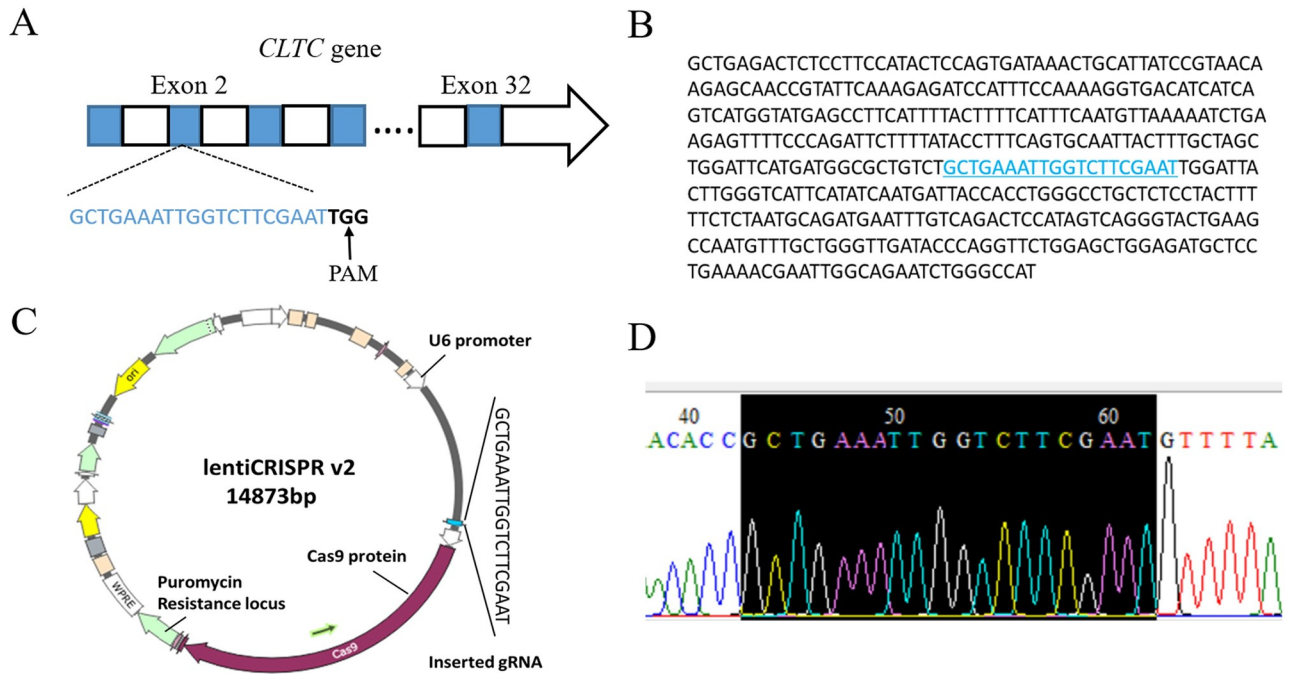 A
CLTC gene
Exon 2
Exon 32
GCTGAAATTGGTCTTCGAATTGG
PAM
B
GCTGAGACTCTCCTTCCATACTCCAGTGATAAACTGCATTATCCGTAACA
AGAGCAACCGTATTCAAAGAGATCCATTTCCAAAAGGTGACATCATCA
GTCATGGTATGAGCCTTCATTTTACTTTTCATTTCAATGTTAAAAATCTGA
AGAGTTTTCCCAGATTCTTTTATACCTTTCAGTGCAATTACTTTGCTAGC
TGGATTCATGATGGCGCTGTCTGCTGAAATTGGTCTTCGAATTGGATTA
CTTGGGTCATTCATATCAATGATTACCACCTGGGCCTGCTCTCCTACTTT
TTCTCTAATGCAGATGAATTTGTCAGACTCCATAGTCAGGGTACTGAAG
CCAATGTTTGCTGGGTTGATACCCAGGTTCTGGAGCTGGAGATGCTCC
TGAAAACGAATTGGCAGAATCTGGGCCAT
C
U6 promoter
GCTGAAATTGGTCTTCGAAT
ori
lentiCRISPR v2
14873bp
Cas9 protein
Puromycin
Resistance locus
WPRE
Cas9
Inserted gRNA
D
40 50 60
ACACCGCTGAAATTGGTCTTCGAATGTTTTA